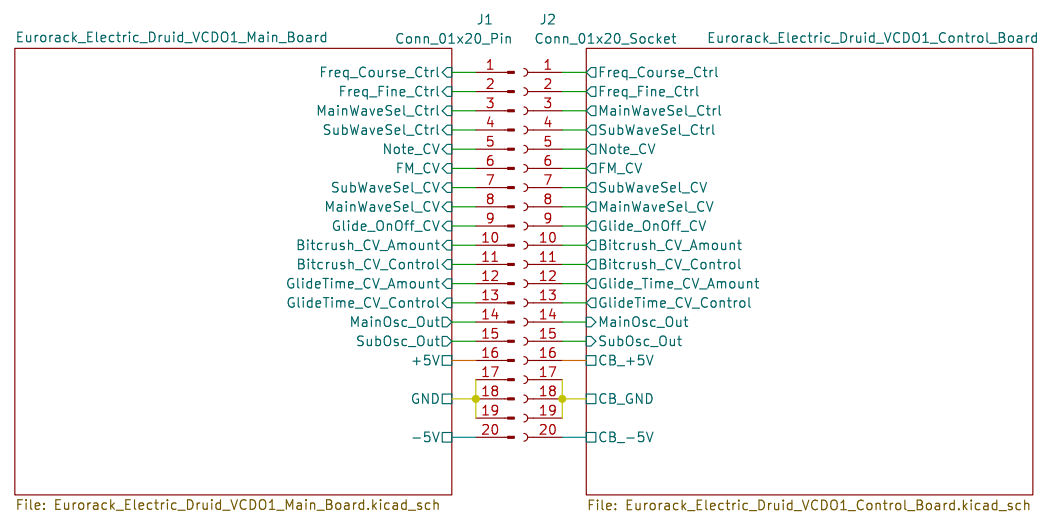 J1 J2
Eurorack_Electric_Druid_VCDO1_Main_Board Conn_01x20_Pin Conn_01x20_Socket Eurorack_Electric_Druid_VCDO1_Control_Board
Freq_Course_Ctrl 1 1 Freq_Course_Ctrl
Freq_Fine_Ctrl 2 2 Freq_Fine_Ctrl
MainWaveSel_Ctrl 3 3 MainWaveSel_Ctrl
SubWaveSel_Ctrl 4 4 SubWaveSel_Ctrl
Note_CV 5 5 Note_CV
FM_CV 6 6 FM_CV
SubWaveSel_CV 7 7 SubWaveSel_CV
MainWaveSel_CV 8 8 MainWaveSel_CV
Glide_OnOff_CV 9 9 Glide_OnOff_CV
Bitcrush_CV_Amount 10 10 Bitcrush_CV_Amount
Bitcrush_CV_Control 11 11 Bitcrush_CV_Control
GlideTime_CV_Amount 12 12 Glide_Time_CV_Amount
GlideTime_CV_Control 13 13 GlideTime_CV_Control
MainOsc_Out 14 14 MainOsc_Out
SubOsc_Out 15 15 SubOsc_Out
+5V 16 16 CB_+5V
17 17
GND 18 18 CB_GND
19 19
-5V 20 20 CB_-5V
File: Eurorack_Electric_Druid_VCDO1_Main_Board.kicad_sch File: Eurorack_Electric_Druid_VCDO1_Control_Board.kicad_sch